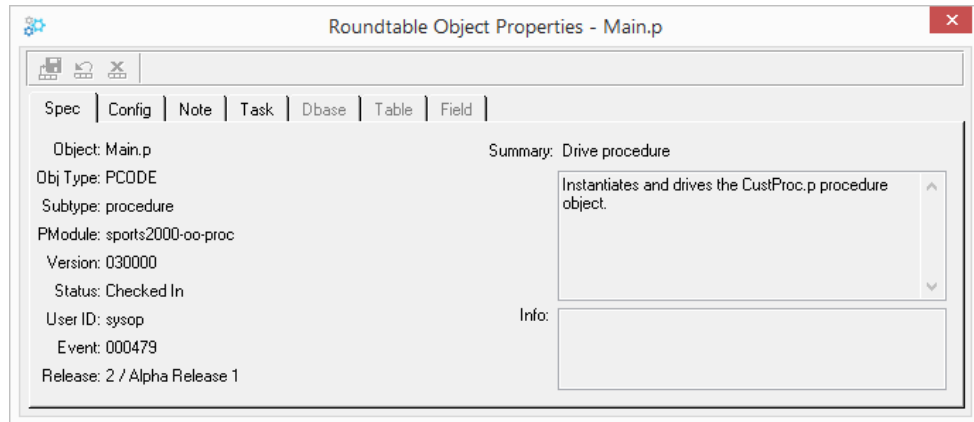 Roundtable Object Properties - Main.p
Spec Config Note Task Dbase Table Field
Object: Main.p
Obj Type: PCODE
Subtype: procedure
PModule: sports2000-oo-proc
Version: 030000
Status: Checked In
User ID: sysop
Event: 000479
Release: 2 / Alpha Release 1
Summary: Drive procedure
Instantiates and drives the CustProc.p procedure
object.
Info: